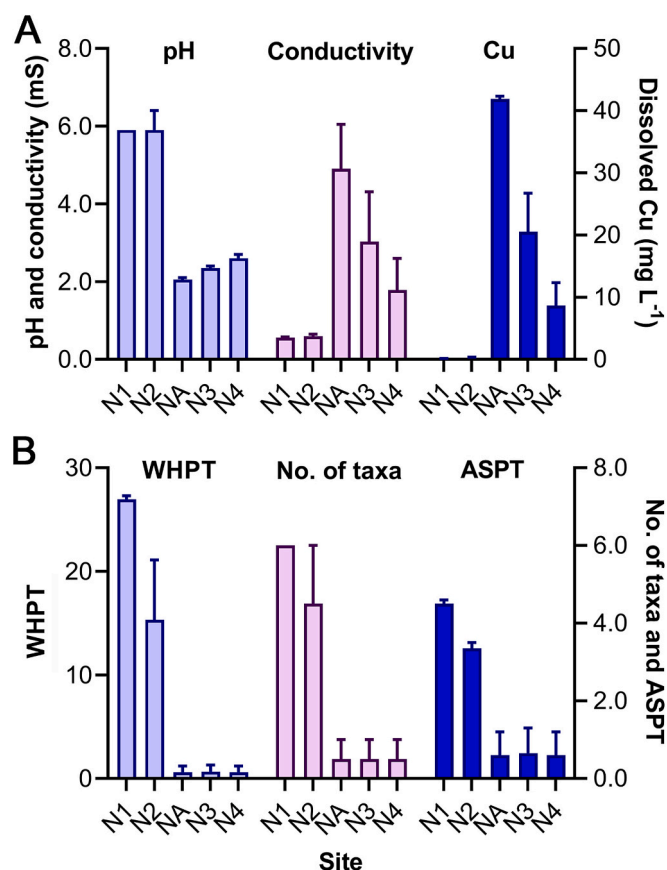 A
pH Conductivity Cu
pH and conductivity (mS)
8.0
6.0
4.0
2.0
0.0
50
40
30
20
10
0
Dissolved Cu (mg L-1)
N1 N2 NA N3 N4 N1 N2 NA N3 N4 N1 N2 NA N3 N4
B
WHPT No. of taxa ASPT
WHPT
30
20
10
0
8.0
6.0
4.0
2.0
0.0
No. of taxa and ASPT
N1 N2 NA N3 N4 N1 N2 NA N3 N4 N1 N2 NA N3 N4
Site